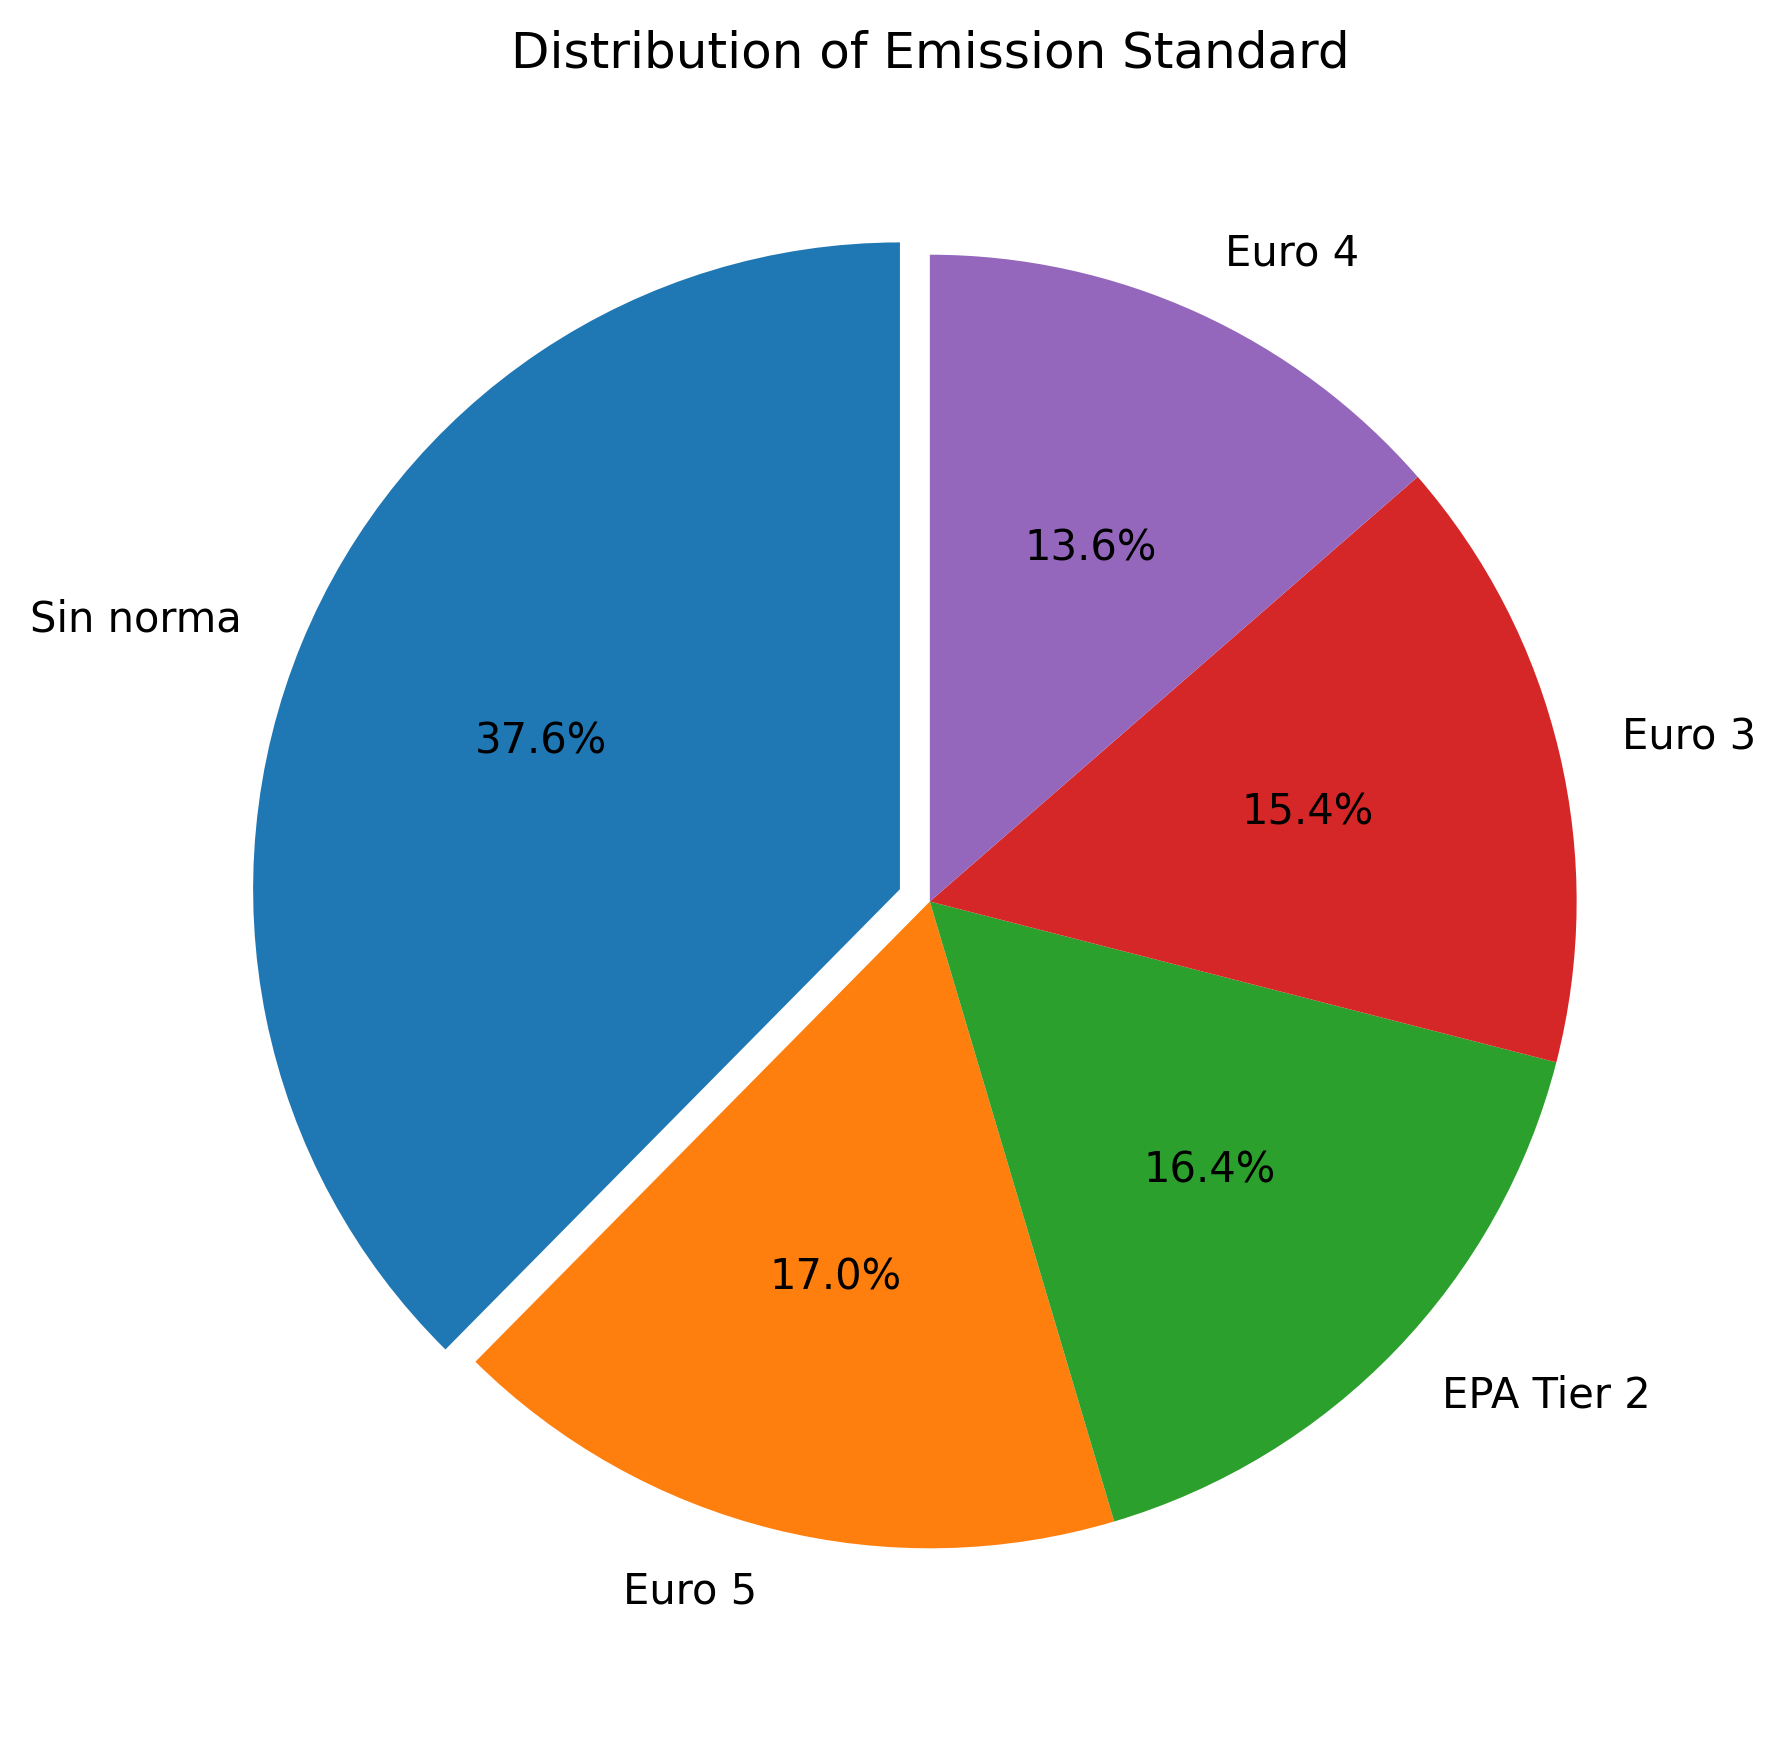 Distribution of Emission Standard
Euro 4
13.6%
Sin norma
37.6%
Euro 3
15.4%
16.4%
17.0%
EPA Tier 2
Euro 5